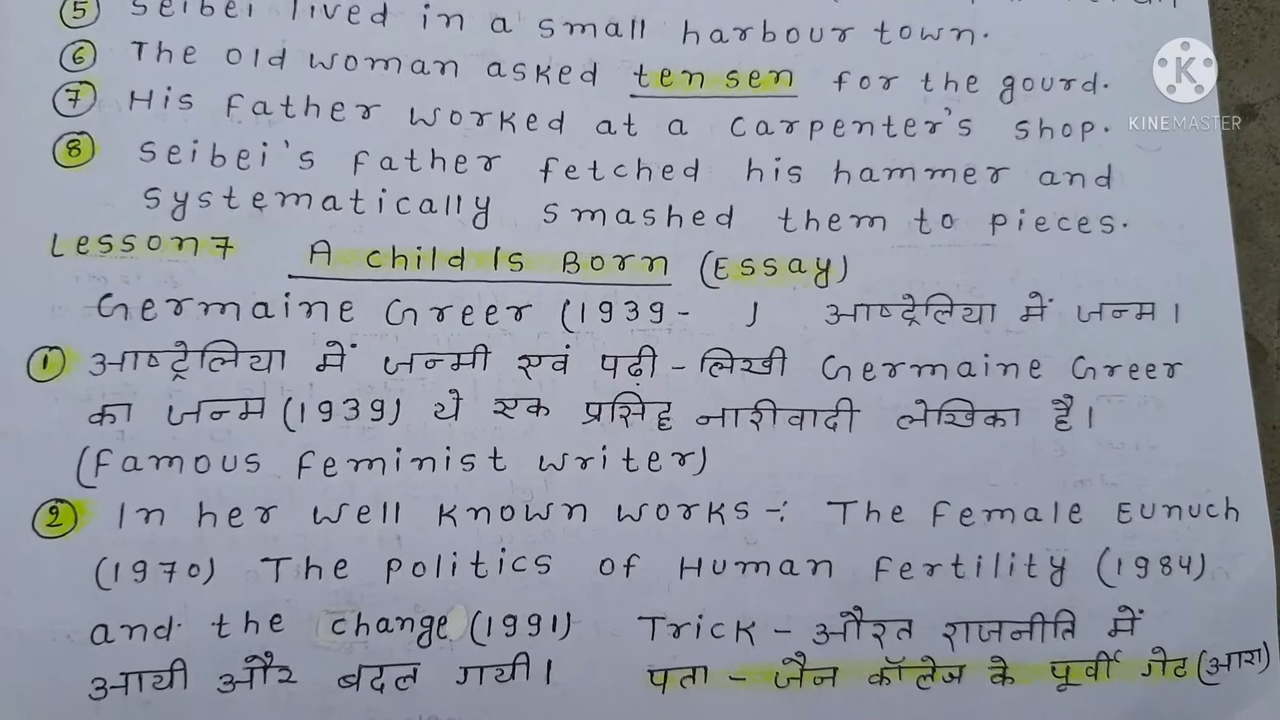 5 Seibei lived in a small harbour town.
6 The old woman asked ten sen for the gourd.
7 His father worked at a carpenter's shop.
8 Seibei's father fetched his hammer and
systematically smashed them to pieces.
Lesson 7 A Child Is Born (Essay)
Germaine Greer (1939- ) आष्ट्रेलिया में जन्म।
1 आष्ट्रेलिया में जन्मी एवं पढ़ी-लिखी Germaine Greer
का जन्म (1939) ये एक प्रसिद्द नारीवादी लेखिका है।
(Famous Feminist writer)
2 In her well known works -: The Female Eunuch
(1970) The Politics of Human Fertility (1984)
and the change (1991) Trick - औरत राजनीति में
आयी और बदल गयी। पता - जैन कॉलेज के पूर्वी गेट (आरा)
KINEMASTER